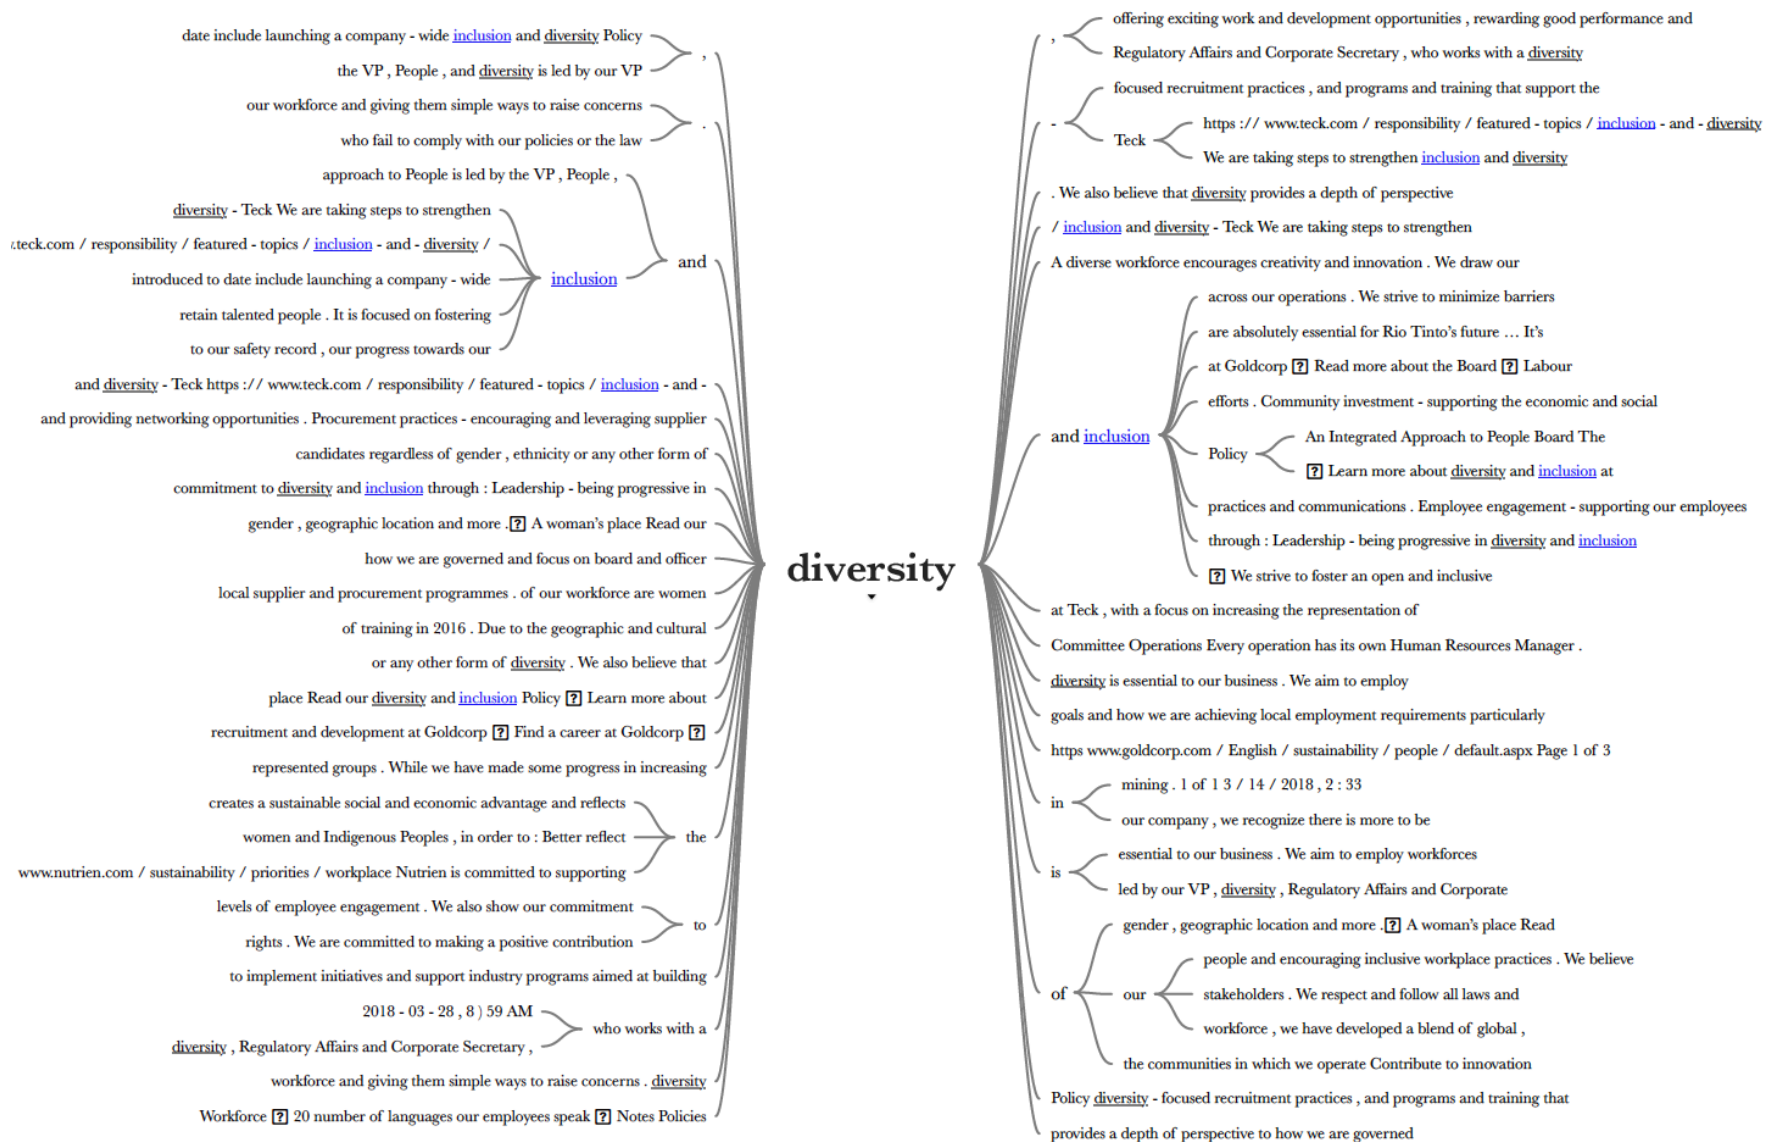 date include launching a company - wide inclusion and diversity Policy
the VP , People , and diversity is led by our VP
,
our workforce and giving them simple ways to raise concerns
who fail to comply with our policies or the law
.
approach to People is led by the VP , People ,
diversity - Teck We are taking steps to strengthen
.teck.com / responsibility / featured - topics / inclusion - and - diversity /
introduced to date include launching a company - wide
retain talented people . It is focused on fostering
to our safety record , our progress towards our
inclusion
and
and diversity - Teck https :// www.teck.com / responsibility / featured - topics / inclusion - and -
and providing networking opportunities . Procurement practices - encouraging and leveraging supplier
candidates regardless of gender , ethnicity or any other form of
commitment to diversity and inclusion through : Leadership - being progressive in
gender , geographic location and more .⍰ A woman's place Read our
how we are governed and focus on board and officer
local supplier and procurement programmes . of our workforce are women
of training in 2016 . Due to the geographic and cultural
or any other form of diversity . We also believe that
place Read our diversity and inclusion Policy ⍰ Learn more about
recruitment and development at Goldcorp ⍰ Find a career at Goldcorp ⍰
represented groups . While we have made some progress in increasing
creates a sustainable social and economic advantage and reflects
women and Indigenous Peoples , in order to : Better reflect
www.nutrien.com / sustainability / priorities / workplace Nutrien is committed to supporting
the
levels of employee engagement . We also show our commitment
rights . We are committed to making a positive contribution
to
to implement initiatives and support industry programs aimed at building
2018 - 03 - 28 , 8 ) 59 AM
diversity , Regulatory Affairs and Corporate Secretary ,
who works with a
workforce and giving them simple ways to raise concerns . diversity
Workforce ⍰ 20 number of languages our employees speak ⍰ Notes Policies
diversity
,
offering exciting work and development opportunities , rewarding good performance and
Regulatory Affairs and Corporate Secretary , who works with a diversity
-
focused recruitment practices , and programs and training that support the
Teck
https :// www.teck.com / responsibility / featured - topics / inclusion - and - diversity
We are taking steps to strengthen inclusion and diversity
. We also believe that diversity provides a depth of perspective
/ inclusion and diversity - Teck We are taking steps to strengthen
A diverse workforce encourages creativity and innovation . We draw our
and inclusion
across our operations . We strive to minimize barriers
are absolutely essential for Rio Tinto's future … It's
at Goldcorp ⍰ Read more about the Board ⍰ Labour
efforts . Community investment - supporting the economic and social
Policy
An Integrated Approach to People Board The
⍰ Learn more about diversity and inclusion at
practices and communications . Employee engagement - supporting our employees
through : Leadership - being progressive in diversity and inclusion
⍰ We strive to foster an open and inclusive
at Teck , with a focus on increasing the representation of
Committee Operations Every operation has its own Human Resources Manager .
diversity is essential to our business . We aim to employ
goals and how we are achieving local employment requirements particularly
https www.goldcorp.com / English / sustainability / people / default.aspx Page 1 of 3
in
mining . 1 of 1 3 / 14 / 2018 , 2 : 33
our company , we recognize there is more to be
is
essential to our business . We aim to employ workforces
led by our VP , diversity , Regulatory Affairs and Corporate
of
gender , geographic location and more .⍰ A woman's place Read
our
people and encouraging inclusive workplace practices . We believe
stakeholders . We respect and follow all laws and
workforce , we have developed a blend of global ,
the communities in which we operate Contribute to innovation
Policy diversity - focused recruitment practices , and programs and training that
provides a depth of perspective to how we are governed